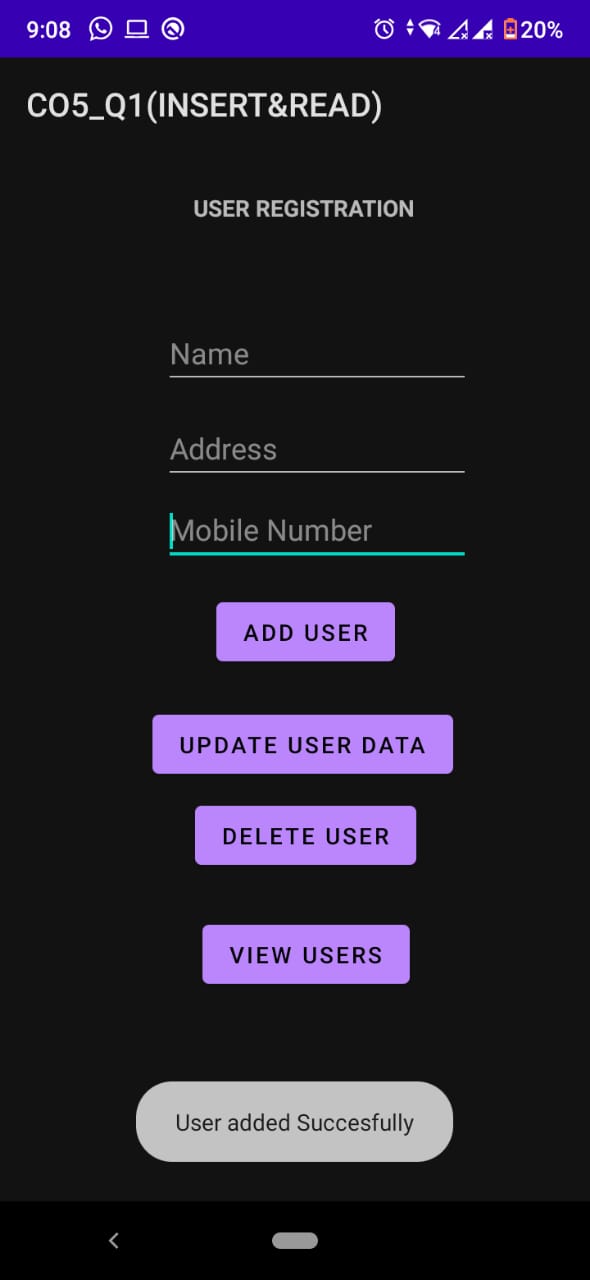 9:08
20%
CO5_Q1(INSERT&READ)
USER REGISTRATION
Name
Address
Mobile Number
ADD USER
UPDATE USER DATA
DELETE USER
VIEW USERS
User added Succesfully